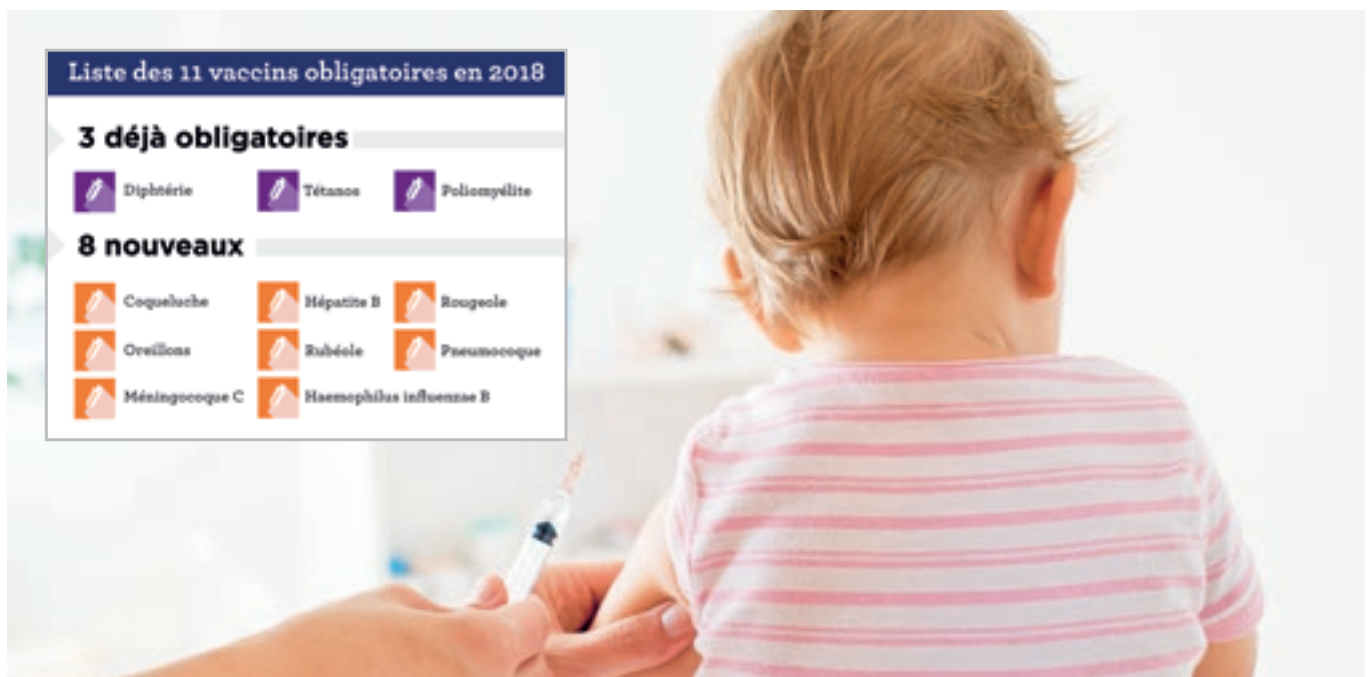 Liste des 11 vaccins obligatoires en 2018
3 déjà obligatoires
Diphtérie Tétanos Poliomyélite
8 nouveaux
Coqueluche Hépatite B Rougeole
Oreillons Rubéole Pneumocoque
Méningocoque C Haemophilus influenzae B